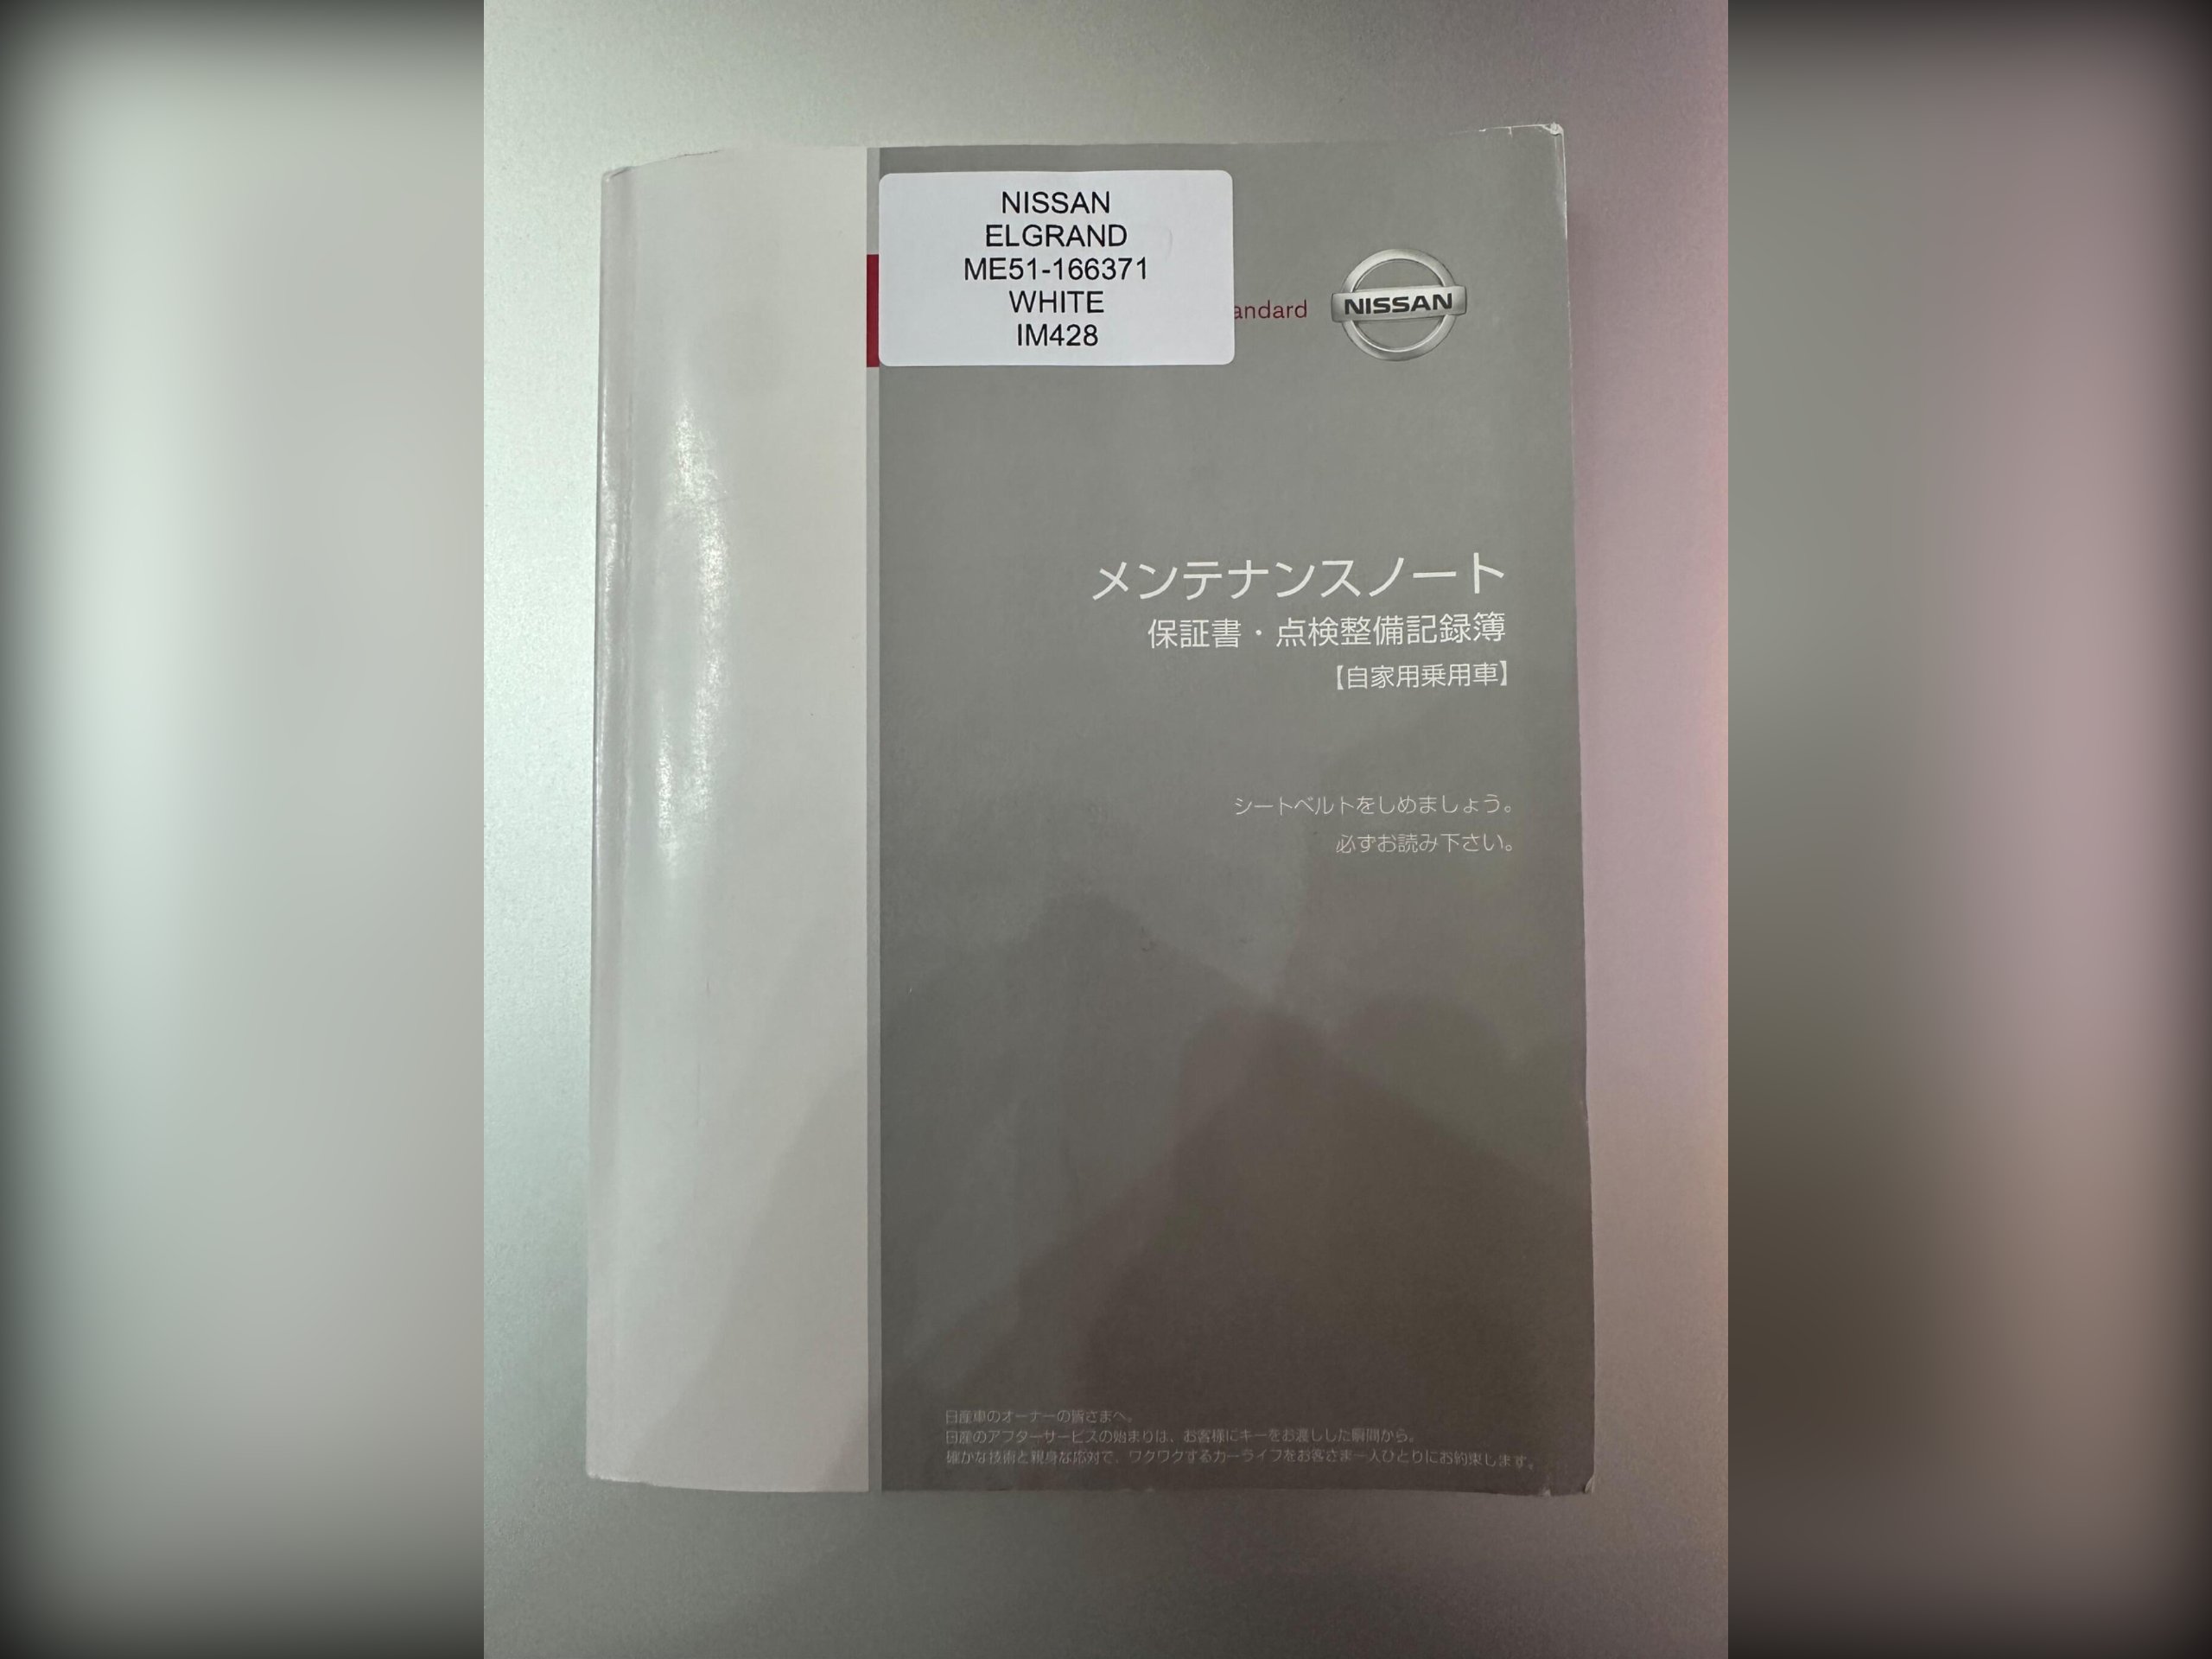 NISSAN
ELGRAND
ME51-166371
WHITE
IM428
andard
NISSAN
メンテナンスノート
保証書・点検整備記録簿
【自家用乗用車】
シートベルトをしめましょう。
必ずお読み下さい。
日産車のオーナーの皆さまへ。
日産のアフターサービスの始まりは、お客様にキーをお渡しした瞬間から。
確かな技術と親身な応対で、ワクワクするカーライフをお客さま一人ひとりにお約束します。